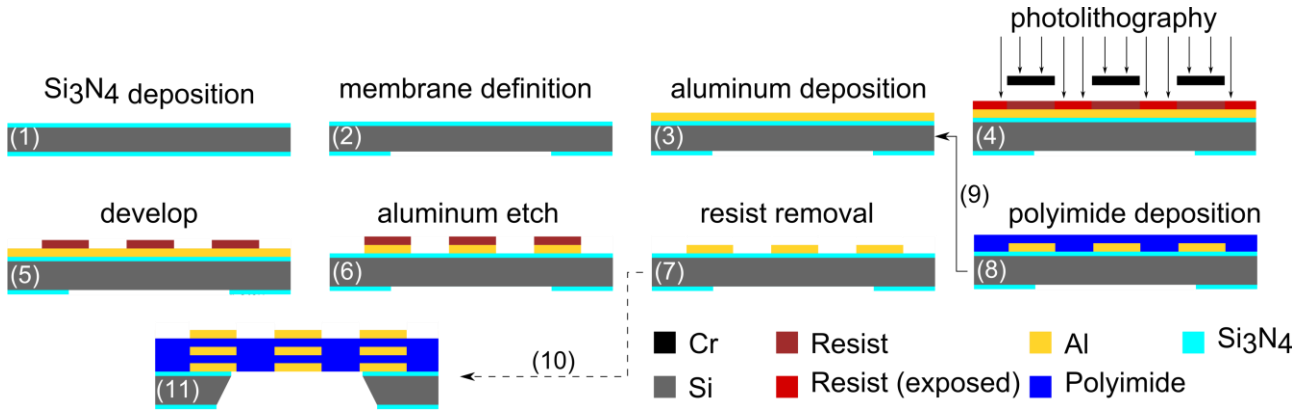 photolithography
Si3N4 deposition
membrane definition
aluminum deposition
(1)
(2)
(3)
(4)
develop
aluminum etch
resist removal
(9)
polyimide deposition
(5)
(6)
(7)
(8)
(10)
(11)
Cr
Resist
Al
Si3N4
Si
Resist (exposed)
Polyimide